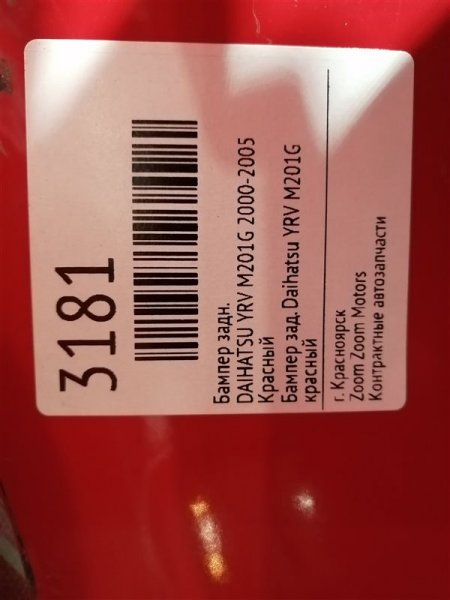 3181
Бампер задн.
DAIHATSU YRV M201G 2000-2005
Красный
Бампер зад. Daihatsu YRV M201G
красный
г. Красноярск
Zoom Zoom Motors
Контрактные автозапчасти